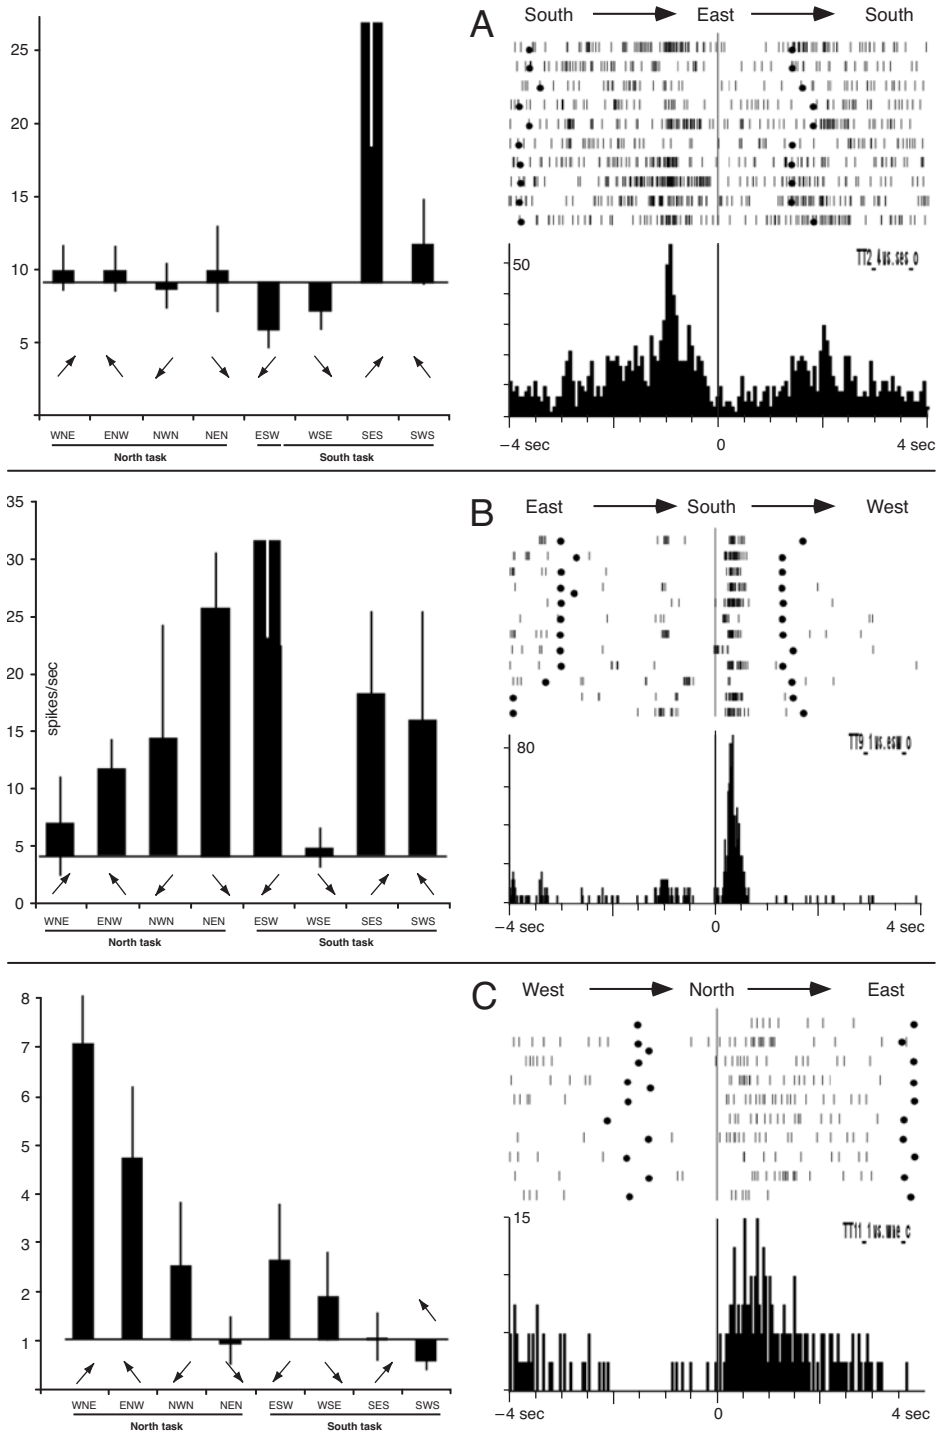 A
South East South
25
20
15
10
5
WNE ENW NWN NEN ESW WSE SES SWS
North task South task
50
TT2_4us.ses_o
−4 sec 0 4 sec
B
East South West
35
30
25
20
15
10
5
0
spikes/sec
WNE ENW NWN NEN ESW WSE SES SWS
North task South task
80
TT9_1us.esw_o
−4 sec 0 4 sec
C
West North East
8
7
6
5
4
3
2
1
WNE ENW NWN NEN ESW WSE SES SWS
North task South task
15
TT11_1us.wne_c
−4 sec 0 4 sec